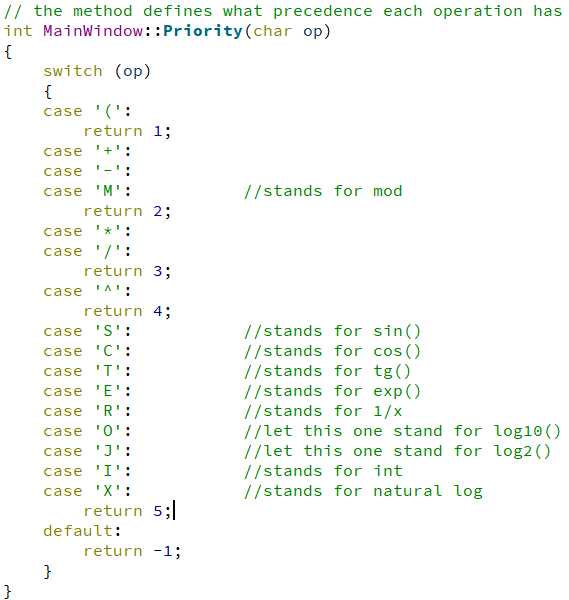 // the method defines what precedence each operation has
int MainWindow::Priority(char op)
{
    switch (op)
    {
    case '(':
        return 1;
    case '+':
    case '-':
    case 'M':           //stands for mod
        return 2;
    case '*':
    case '/':
        return 3;
    case '^':
        return 4;
    case 'S':           //stands for sin()
    case 'C':           //stands for cos()
    case 'T':           //stands for tg()
    case 'E':           //stands for exp()
    case 'R':           //stands for 1/x
    case 'O':           //let this one stand for log10()
    case 'J':           //let this one stand for log2()
    case 'I':           //stands for int
    case 'X':           //stands for natural log
        return 5;
    default:
        return -1;
    }
}